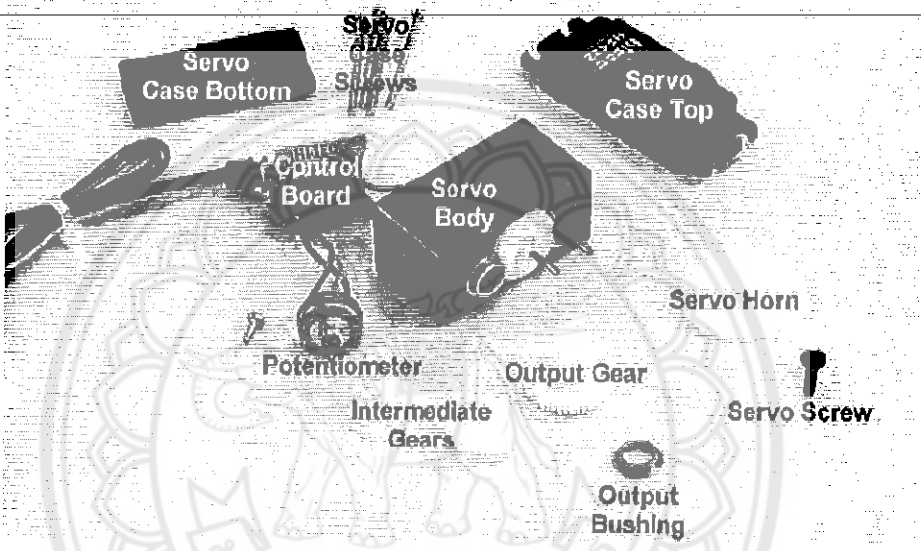 Servo
Case
Screws
Servo
Case Bottom
Servo
Case Top
Control
Board
Servo
Body
Servo Horn
Potentiometer
Output Gear
Intermediate
Gears
Servo Screw
Output
Bushing